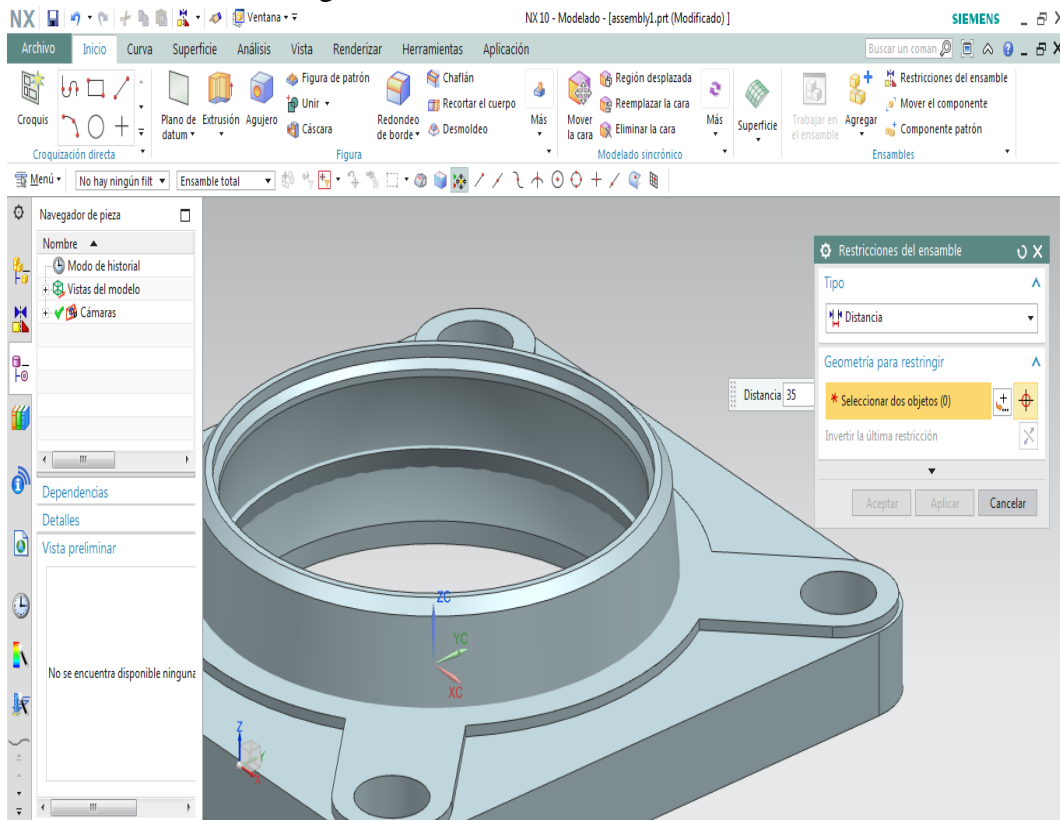 NX Ventana NX 10 - Modelado - [assembly1.prt (Modificado) ] SIEMENS
Archivo Inicio Curva Superficie Análisis Vista Renderizar Herramientas Aplicación Buscar un coman
Croquis
Croquización directa
Plano de datum
Extrusión
Agujero
Figura de patrón
Unir
Cáscara
Redondeo de borde
Chaflán
Recortar el cuerpo
Desmoldeo
Más
Figura
Mover la cara
Región desplazada
Reemplazar la cara
Eliminar la cara
Más
Modelado sincrónico
Superficie
Trabajar en el ensamble
Agregar
Restricciones del ensamble
Mover el componente
Componente patrón
Ensambles
Menú No hay ningún filt Ensamble total
Navegador de pieza
Nombre
Modo de historial
Vistas del modelo
Cámaras
Dependencias
Detalles
Vista preliminar
No se encuentra disponible ninguna
ZC
YC
XC
Z
Y
X
Distancia 35
Restricciones del ensamble
Tipo
Distancia
Geometría para restringir
* Seleccionar dos objetos (0)
Invertir la última restricción
Aceptar Aplicar Cancelar